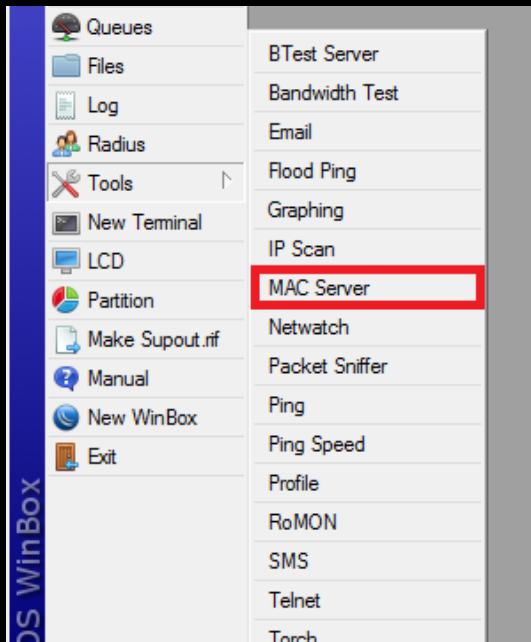 Queues
Files
Log
Radius
Tools
New Terminal
LCD
Partition
Make Supout.rif
Manual
New WinBox
Exit
BTest Server
Bandwidth Test
Email
Flood Ping
Graphing
IP Scan
MAC Server
Netwatch
Packet Sniffer
Ping
Ping Speed
Profile
RoMON
SMS
Telnet
Torch
OS WinBox